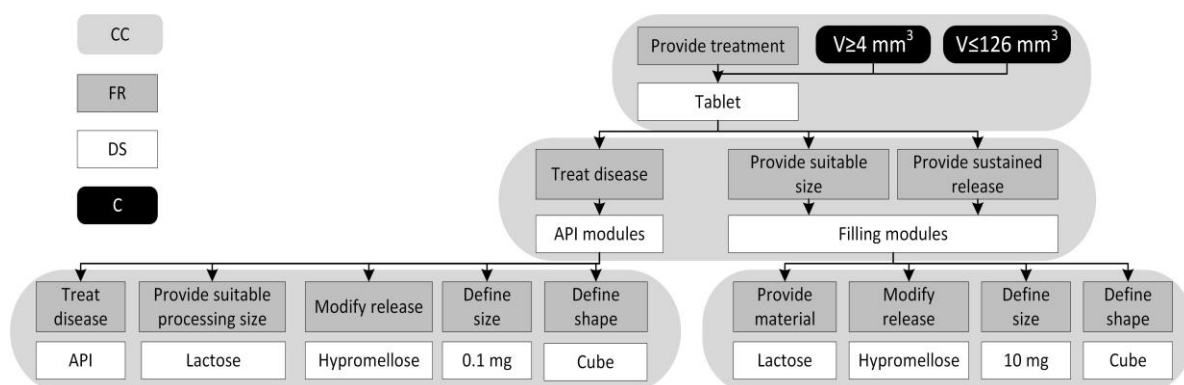 CC
FR
DS
C
Provide treatment
V≥4 mm³
V≤126 mm³
Tablet
Treat disease
Provide suitable
size
Provide sustained
release
API modules
Filling modules
Treat
disease
Provide suitable
processing size
Modify release
Define
size
Define
shape
API
Lactose
Hypromellose
0.1 mg
Cube
Provide
material
Modify
release
Define
size
Define
shape
Lactose
Hypromellose
10 mg
Cube